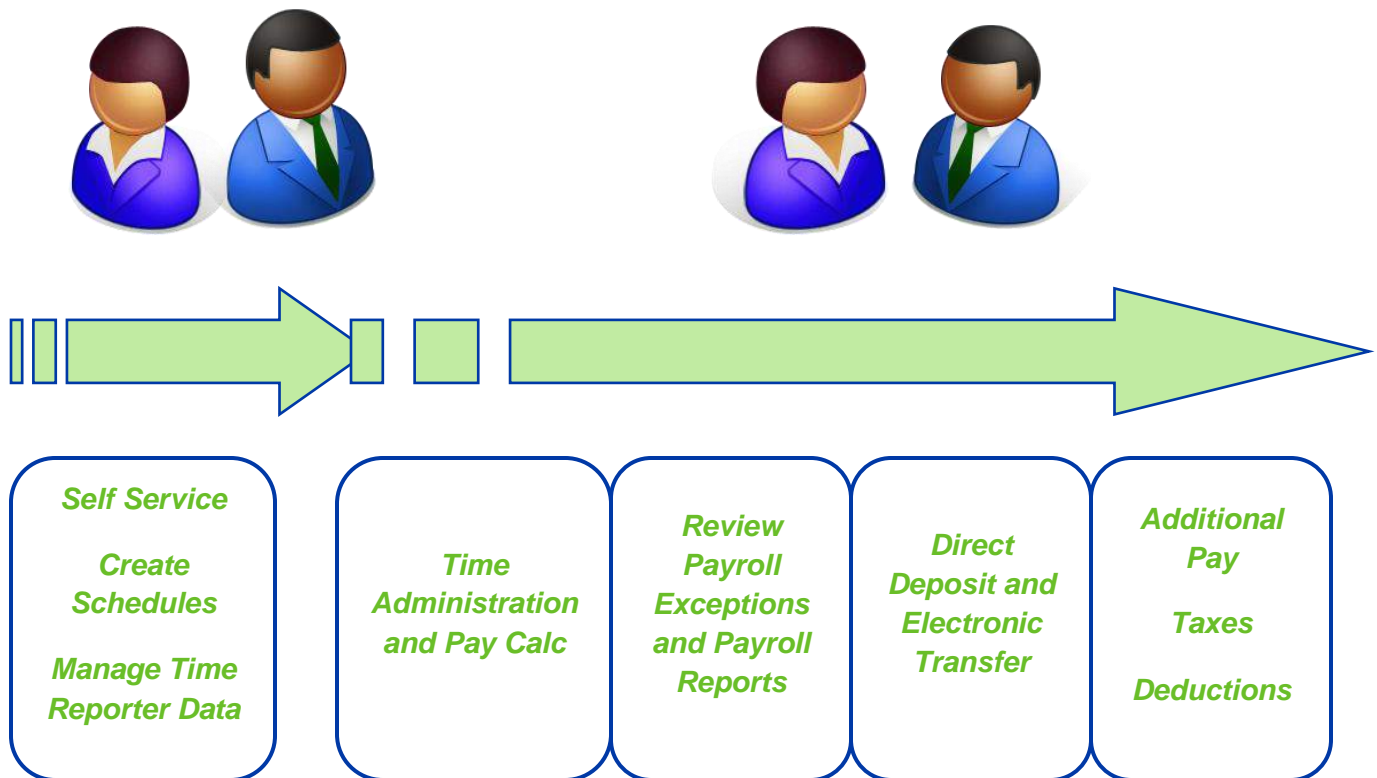 Self Service
Create
Schedules
Manage Time
Reporter Data
Time
Administration
and Pay Calc
Review
Payroll
Exceptions
and Payroll
Reports
Direct
Deposit and
Electronic
Transfer
Additional
Pay
Taxes
Deductions